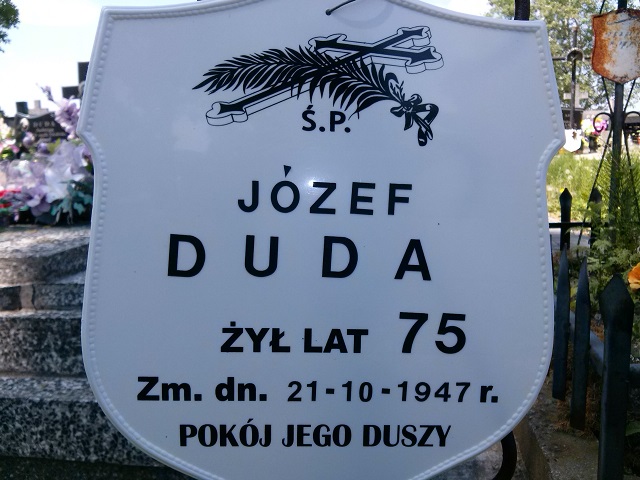 Ś.P.
JÓZEF
DUDA
ŻYŁ LAT 75
Zm. dn. 21-10-1947 r.
POKÓJ JEGO DUSZY